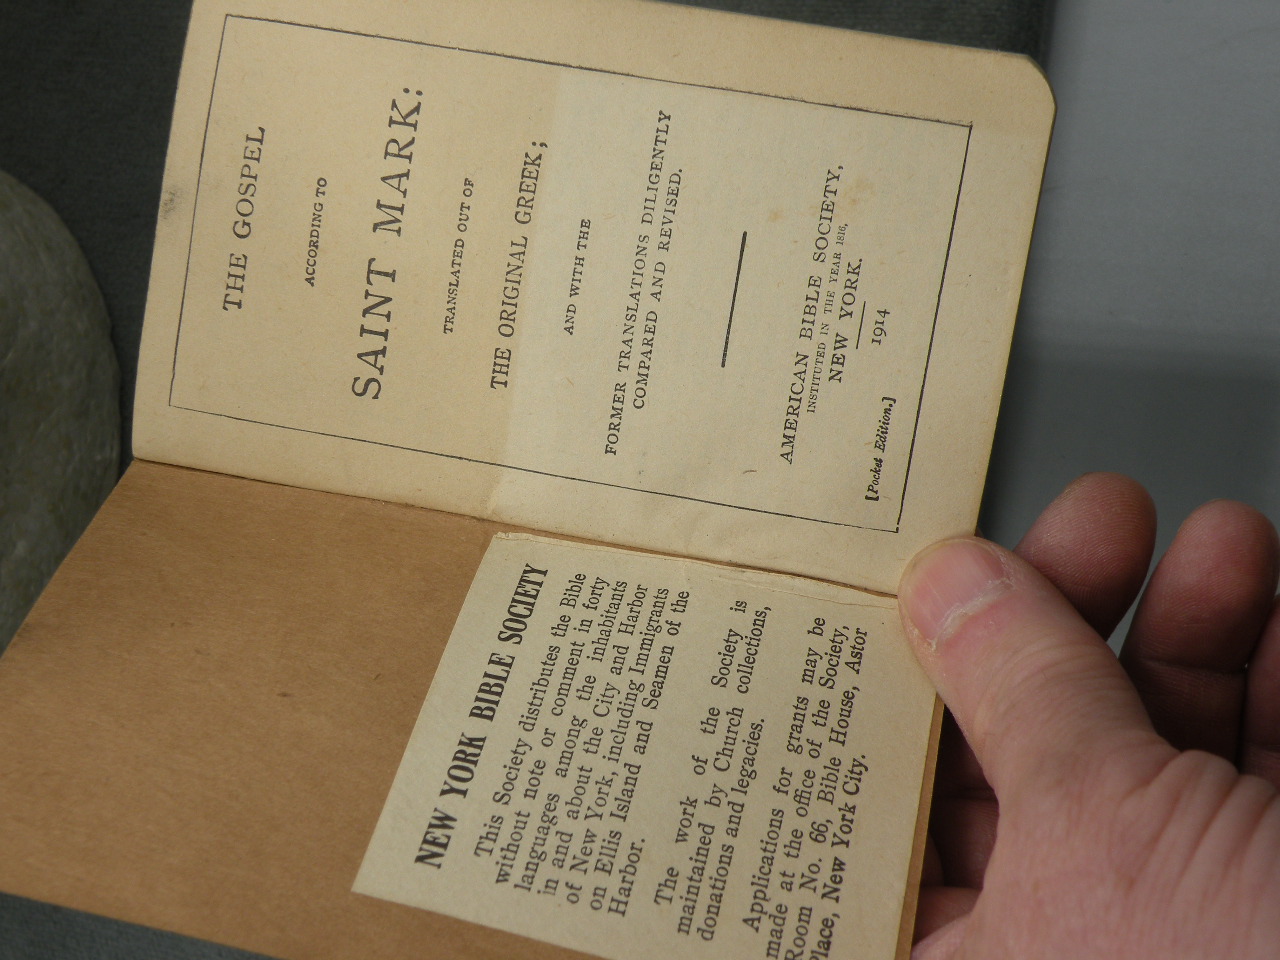 THE GOSPEL
ACCORDING TO
SAINT MARK:
TRANSLATED OUT OF
THE ORIGINAL GREEK;
AND WITH THE
FORMER TRANSLATIONS DILIGENTLY
COMPARED AND REVISED.
AMERICAN BIBLE SOCIETY,
INSTITUTED IN THE YEAR 1816,
NEW YORK.
1914
[Pocket Edition.]
NEW YORK BIBLE SOCIETY
This Society distributes the Bible
without note or comment in forty
languages among the inhabitants
in and about the City and Harbor
of New York, including Immigrants
on Ellis Island and Seamen of the
Harbor.
The work of the Society is
maintained by Church collections,
donations and legacies.
Applications for grants may be
made at the office of the Society,
Room No. 66, Bible House, Astor
Place, New York City.